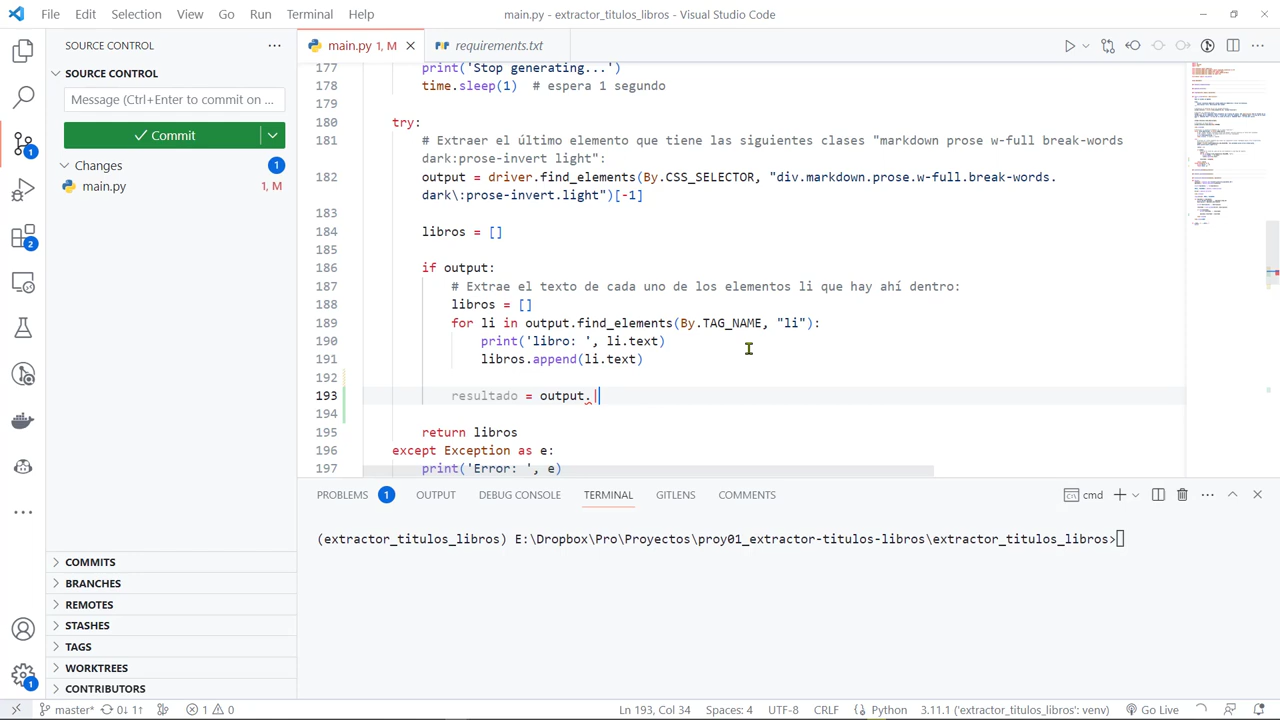 File Edit Selection View Go Run Terminal Help
main.py - extractor_titulos_libros - Visual Studio Code
SOURCE CONTROL
SOURCE CONTROL
Message (Ctrl+Enter to commit on ...
Commit
Changes 1
main.py 1, M
1
2
1
COMMITS
BRANCHES
REMOTES
STASHES
TAGS
WORKTREES
CONTRIBUTORS
main.py 1, M
requirements.txt
177 print('Stop generating...')
178 time.sleep(1) # espera 1 segundo
179
180 try:
181 # Extrae el texto de clases "markdown prose w-full break-words
dark:prose-invert light"
182 output = .find_elements(By.CSS_SELECTOR, "div.markdown.prose.w-full.break-words.
dark\\:prose-invert.light")[-1]
183
184 libros = []
185
186 if output:
187 # Extrae el texto de cada uno de los elementos li que hay ahí dentro:
188 libros = []
189 for li in output.find_elements(By.TAG_NAME, "li"):
190 print('libro: ', li.text)
191 libros.append(li.text)
192
193 resultado = output.
194
195 return libros
196 except Exception as e:
197 print('Error: ', e)
PROBLEMS 1 OUTPUT DEBUG CONSOLE TERMINAL GITLENS COMMENTS
cmd
(extractor_titulos_libros) E:\Dropbox\Pro\Proyectos\proy01_extractor-titulos-libros\extractor_titulos_libros>
master* 0↓ 1↑ 1 0 Ln 193, Col 34 Spaces: 4 UTF-8 CRLF Python 3.11.1 ('extractor_titulos_libros': venv) Go Live